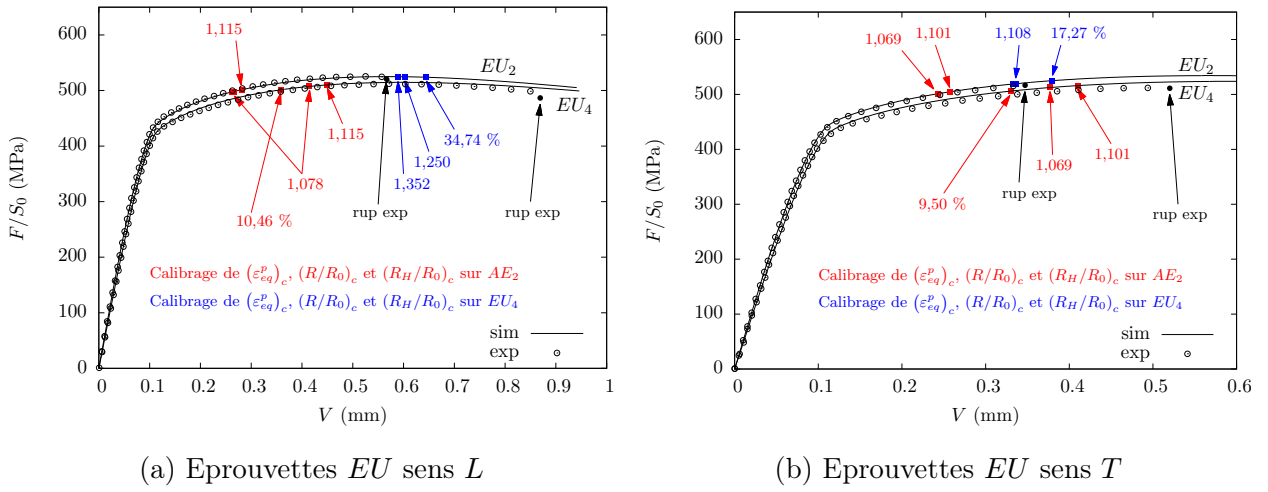 600
500
400
300
200
100
0
F/S₀ (MPa)
0
0.1
0.2
0.3
0.4
0.5
0.6
0.7
0.8
0.9
1
V (mm)
1,115
EU₂
EU₄
34,74 %
1,115
1,250
1,078
1,352
10,46 %
rup exp
rup exp
Calibrage de (εᵖₑq)c, (R/R₀)c et (R_H/R₀)c sur AE₂
Calibrage de (εᵖₑq)c, (R/R₀)c et (R_H/R₀)c sur EU₄
sim
exp
(a) Eprouvettes EU sens L
600
500
400
300
200
100
0
F/S₀ (MPa)
0
0.1
0.2
0.3
0.4
0.5
0.6
V (mm)
1,069
1,101
1,108
17,27 %
EU₂
EU₄
1,101
1,069
9,50 %
rup exp
rup exp
Calibrage de (εᵖₑq)c, (R/R₀)c et (R_H/R₀)c sur AE₂
Calibrage de (εᵖₑq)c, (R/R₀)c et (R_H/R₀)c sur EU₄
sim
exp
(b) Eprouvettes EU sens T